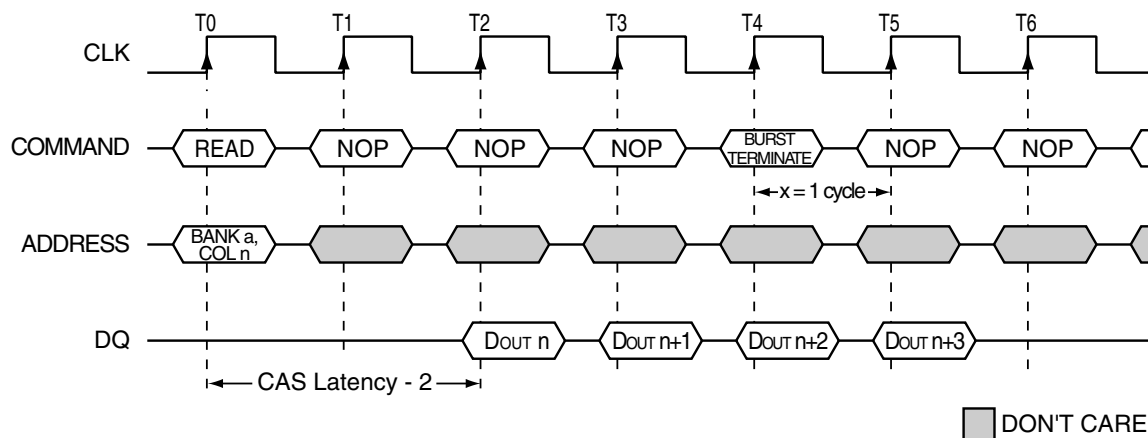 T0 T1 T2 T3 T4 T5 T6
CLK
COMMAND READ NOP NOP NOP BURST TERMINATE NOP NOP
x = 1 cycle
ADDRESS BANK a, COL n
DQ DOUT n DOUT n+1 DOUT n+2 DOUT n+3
CAS Latency - 2
DON'T CARE